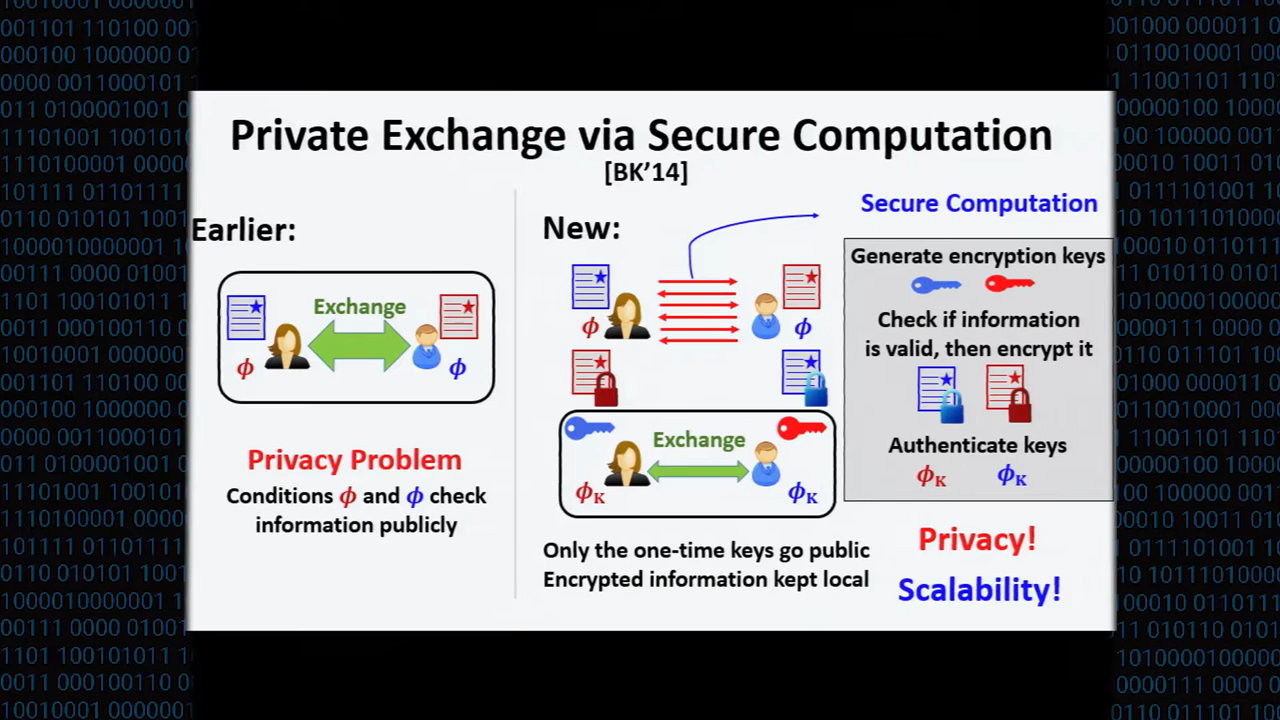 Private Exchange via Secure Computation
[BK'14]
Earlier:
Exchange
ϕ
ϕ
Privacy Problem
Conditions ϕ and ϕ check
information publicly
New:
ϕ
ϕ
Exchange
ϕK
ϕK
Only the one-time keys go public
Encrypted information kept local
Secure Computation
Generate encryption keys
Check if information
is valid, then encrypt it
Authenticate keys
ϕK ϕK
Privacy!
Scalability!